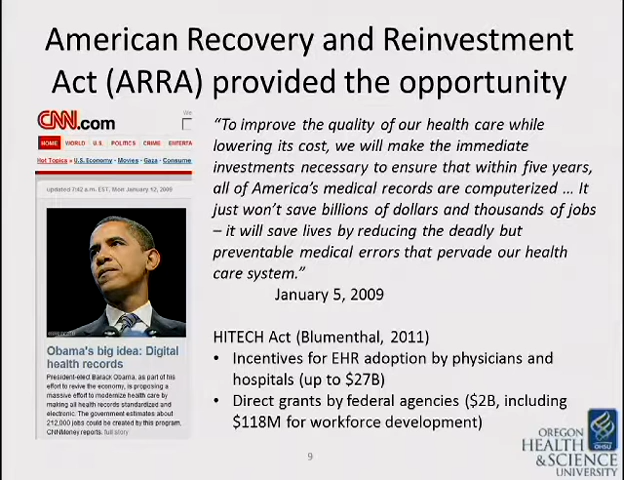 American Recovery and Reinvestment
Act (ARRA) provided the opportunity
CNN.com
We
HOME WORLD U.S. POLITICS CRIME ENTERTA
Hot Topics » U.S. Economy • Movies • Gaza • Consume
updated 7:42 a.m. EST, Mon January 12, 2009
Obama's big idea: Digital
health records
President-elect Barack Obama, as part of his
effort to revive the economy, is proposing a
massive effort to modernize health care by
making all health records standardized and
electronic. The government estimates about
212,000 jobs could be created by this program,
CNNMoney reports. full story
“To improve the quality of our health care while
lowering its cost, we will make the immediate
investments necessary to ensure that within five years,
all of America’s medical records are computerized … It
just won’t save billions of dollars and thousands of jobs
– it will save lives by reducing the deadly but
preventable medical errors that pervade our health
care system.”
January 5, 2009
HITECH Act (Blumenthal, 2011)
• Incentives for EHR adoption by physicians and
hospitals (up to $27B)
• Direct grants by federal agencies ($2B, including
$118M for workforce development)
9
OREGON
HEALTH
&SCIENCE
UNIVERSITY
OHSU